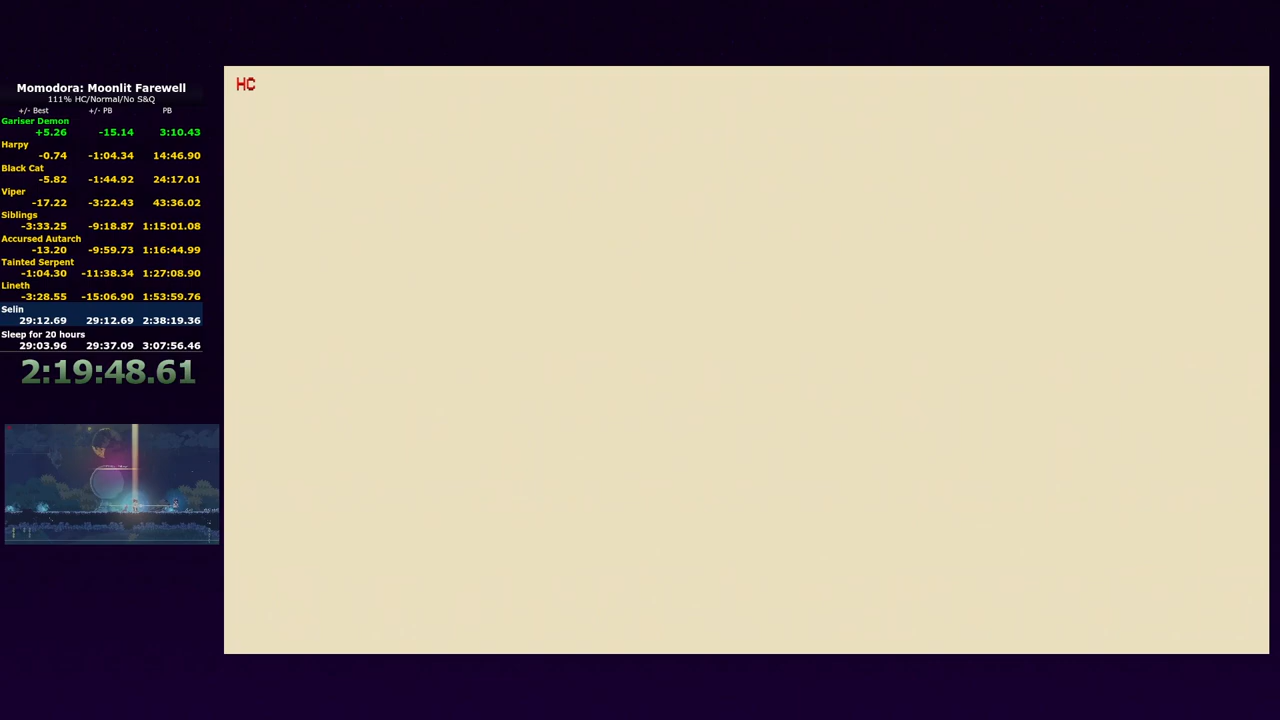 Momodora: Moonlit Farewell
111% HC/Normal/No S&Q
+/- Best +/- PB PB
Gariser Demon
+5.26 -15.14 3:10.43
Harpy
-0.74 -1:04.34 14:46.90
Black Cat
-5.82 -1:44.92 24:17.01
Viper
-17.22 -3:22.43 43:36.02
Siblings
-3:33.25 -9:18.87 1:15:01.08
Accursed Autarch
-13.20 -9:59.73 1:16:44.99
Tainted Serpent
-1:04.30 -11:38.34 1:27:08.90
Lineth
-3:28.55 -15:06.90 1:53:59.76
Selin
29:12.69 29:12.69 2:38:19.36
Sleep for 20 hours
29:03.96 29:37.09 3:07:56.46
2:19:48.61
HC